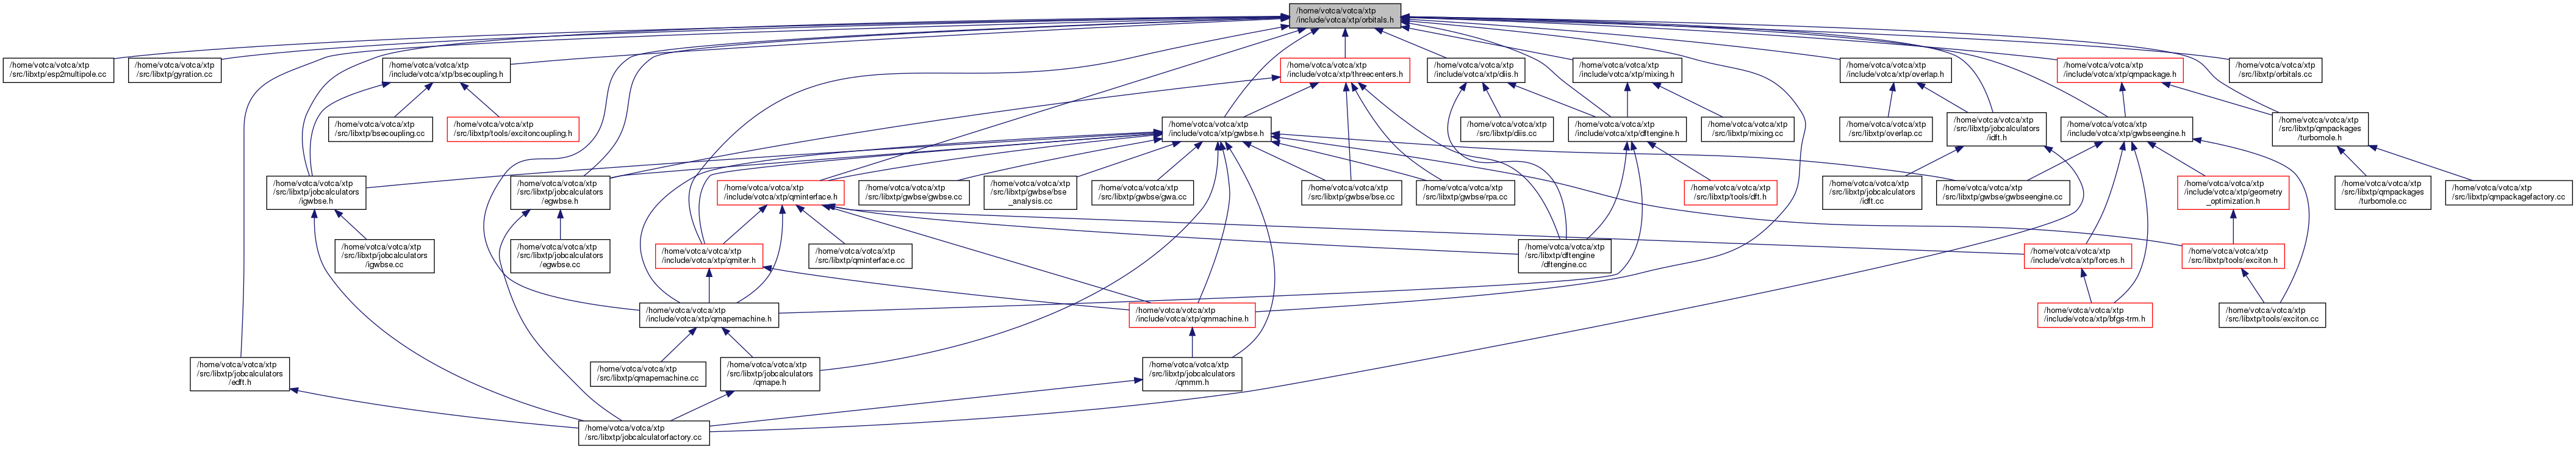 /home/votca/votca/xtp
/include/votca/xtp/orbitals.h
/home/votca/votca/xtp
/src/libxtp/esp2multipole.cc
/home/votca/votca/xtp
/src/libxtp/gyration.cc
/home/votca/votca/xtp
/include/votca/xtp/bsecoupling.h
/home/votca/votca/xtp
/include/votca/xtp/threecenters.h
/home/votca/votca/xtp
/include/votca/xtp/diis.h
/home/votca/votca/xtp
/include/votca/xtp/mixing.h
/home/votca/votca/xtp
/include/votca/xtp/overlap.h
/home/votca/votca/xtp
/include/votca/xtp/qmpackage.h
/home/votca/votca/xtp
/src/libxtp/orbitals.cc
/home/votca/votca/xtp
/src/libxtp/bsecoupling.cc
/home/votca/votca/xtp
/src/libxtp/tools/excitoncoupling.h
/home/votca/votca/xtp
/include/votca/xtp/gwbse.h
/home/votca/votca/xtp
/src/libxtp/diis.cc
/home/votca/votca/xtp
/include/votca/xtp/dftengine.h
/home/votca/votca/xtp
/src/libxtp/mixing.cc
/home/votca/votca/xtp
/src/libxtp/overlap.cc
/home/votca/votca/xtp
/src/libxtp/jobcalculators
/idft.h
/home/votca/votca/xtp
/include/votca/xtp/gwbseengine.h
/home/votca/votca/xtp
/src/libxtp/qmpackages
/turbomole.h
/home/votca/votca/xtp
/src/libxtp/jobcalculators
/igwbse.h
/home/votca/votca/xtp
/src/libxtp/jobcalculators
/egwbse.h
/home/votca/votca/xtp
/include/votca/xtp/qminterface.h
/home/votca/votca/xtp
/src/libxtp/gwbse/gwbse.cc
/home/votca/votca/xtp
/src/libxtp/gwbse/bse
_analysis.cc
/home/votca/votca/xtp
/src/libxtp/gwbse/gwa.cc
/home/votca/votca/xtp
/src/libxtp/gwbse/bse.cc
/home/votca/votca/xtp
/src/libxtp/gwbse/rpa.cc
/home/votca/votca/xtp
/src/libxtp/tools/dft.h
/home/votca/votca/xtp
/src/libxtp/jobcalculators
/idft.cc
/home/votca/votca/xtp
/src/libxtp/gwbse/gwbseengine.cc
/home/votca/votca/xtp
/include/votca/xtp/geometry
_optimization.h
/home/votca/votca/xtp
/src/libxtp/qmpackages
/turbomole.cc
/home/votca/votca/xtp
/src/libxtp/qmpackagefactory.cc
/home/votca/votca/xtp
/src/libxtp/jobcalculators
/igwbse.cc
/home/votca/votca/xtp
/src/libxtp/jobcalculators
/egwbse.cc
/home/votca/votca/xtp
/include/votca/xtp/qmiter.h
/home/votca/votca/xtp
/src/libxtp/qminterface.cc
/home/votca/votca/xtp
/src/libxtp/dftengine
/dftengine.cc
/home/votca/votca/xtp
/include/votca/xtp/forces.h
/home/votca/votca/xtp
/src/libxtp/tools/exciton.h
/home/votca/votca/xtp
/include/votca/xtp/qmapemachine.h
/home/votca/votca/xtp
/include/votca/xtp/qmmachine.h
/home/votca/votca/xtp
/include/votca/xtp/bfgs-trm.h
/home/votca/votca/xtp
/src/libxtp/tools/exciton.cc
/home/votca/votca/xtp
/src/libxtp/jobcalculators
/edft.h
/home/votca/votca/xtp
/src/libxtp/qmapemachine.cc
/home/votca/votca/xtp
/src/libxtp/jobcalculators
/qmape.h
/home/votca/votca/xtp
/src/libxtp/jobcalculators
/qmmm.h
/home/votca/votca/xtp
/src/libxtp/jobcalculatorfactory.cc